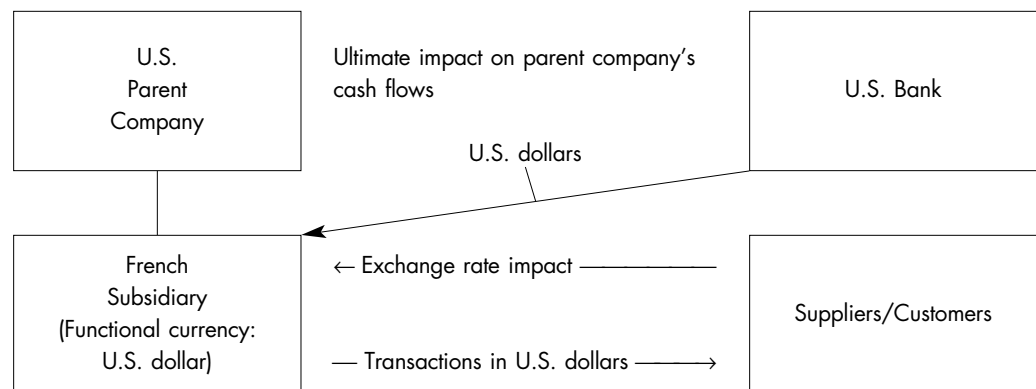 U.S.
Parent
Company
Ultimate impact on parent company's
cash flows
U.S. Bank
U.S. dollars
French
Subsidiary
(Functional currency:
U.S. dollar)
← Exchange rate impact
Suppliers/Customers
Transactions in U.S. dollars →